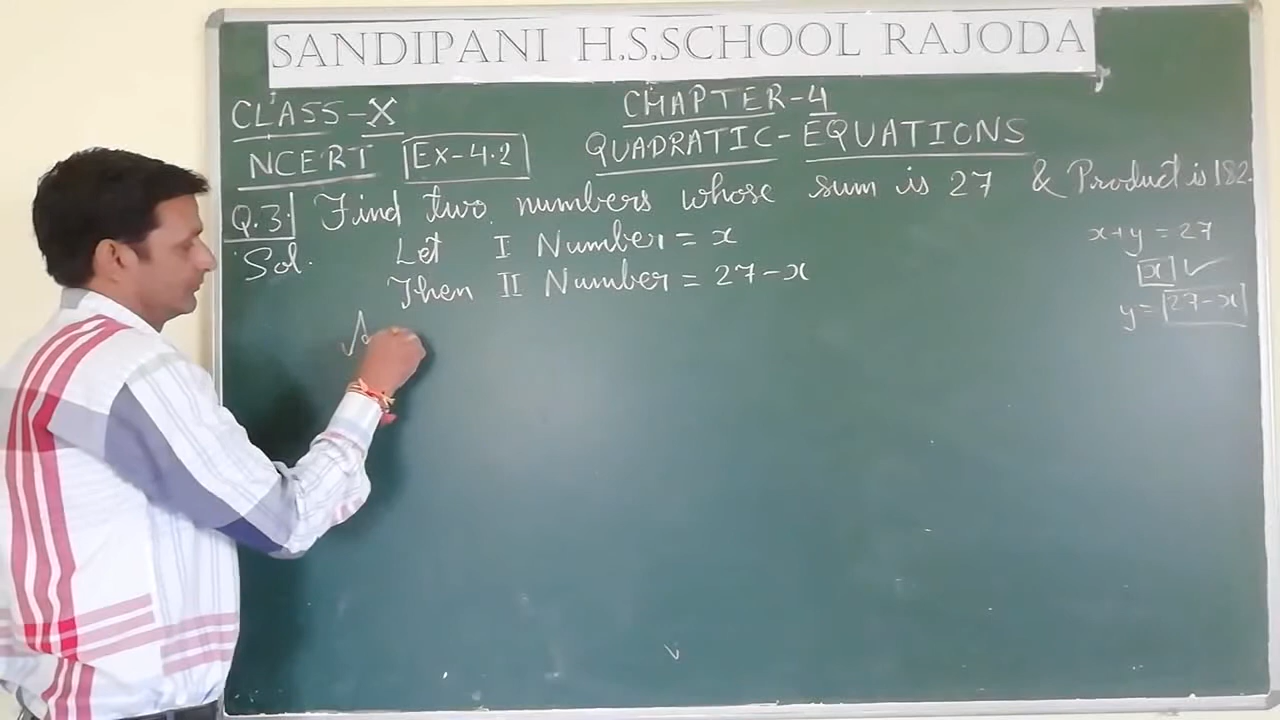 SANDIPANI H.S.SCHOOL RAJODA
CLASS-X
CHAPTER-4
NCERT Ex-4.2
QUADRATIC-EQUATIONS
Q.3. Find two numbers whose sum is 27 & Product is 182.
Sol. Let I Number = x
Then II Number = 27-x
x+y = 27
x ✓
y = 27-x